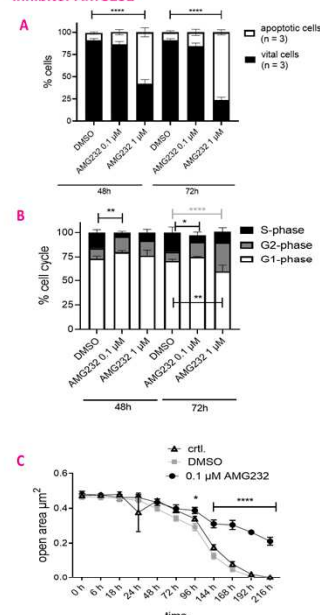 inhibitor AMG232
A
****
****
apoptotic cells
(n = 3)
vital cells
(n = 3)
% cells
100
75
50
25
0
DMSO
AMG232 0.1 µM
AMG232 1 µM
DMSO
AMG232 0.1 µM
AMG232 1 µM
48h
72h
B
****
**
*
S-phase
G2-phase
G1-phase
% cell cycle
125
100
75
50
25
0
**
DMSO
AMG232 0.1 µM
AMG232 1 µM
DMSO
AMG232 0.1 µM
AMG232 1 µM
48h
72h
C
crtl.
DMSO
0.1 µM AMG232
open area µm²
0.6
0.4
0.2
0.0
*
****
0 h
6 h
18 h
24 h
48 h
72 h
96 h
144 h
168 h
192 h
216 h
time